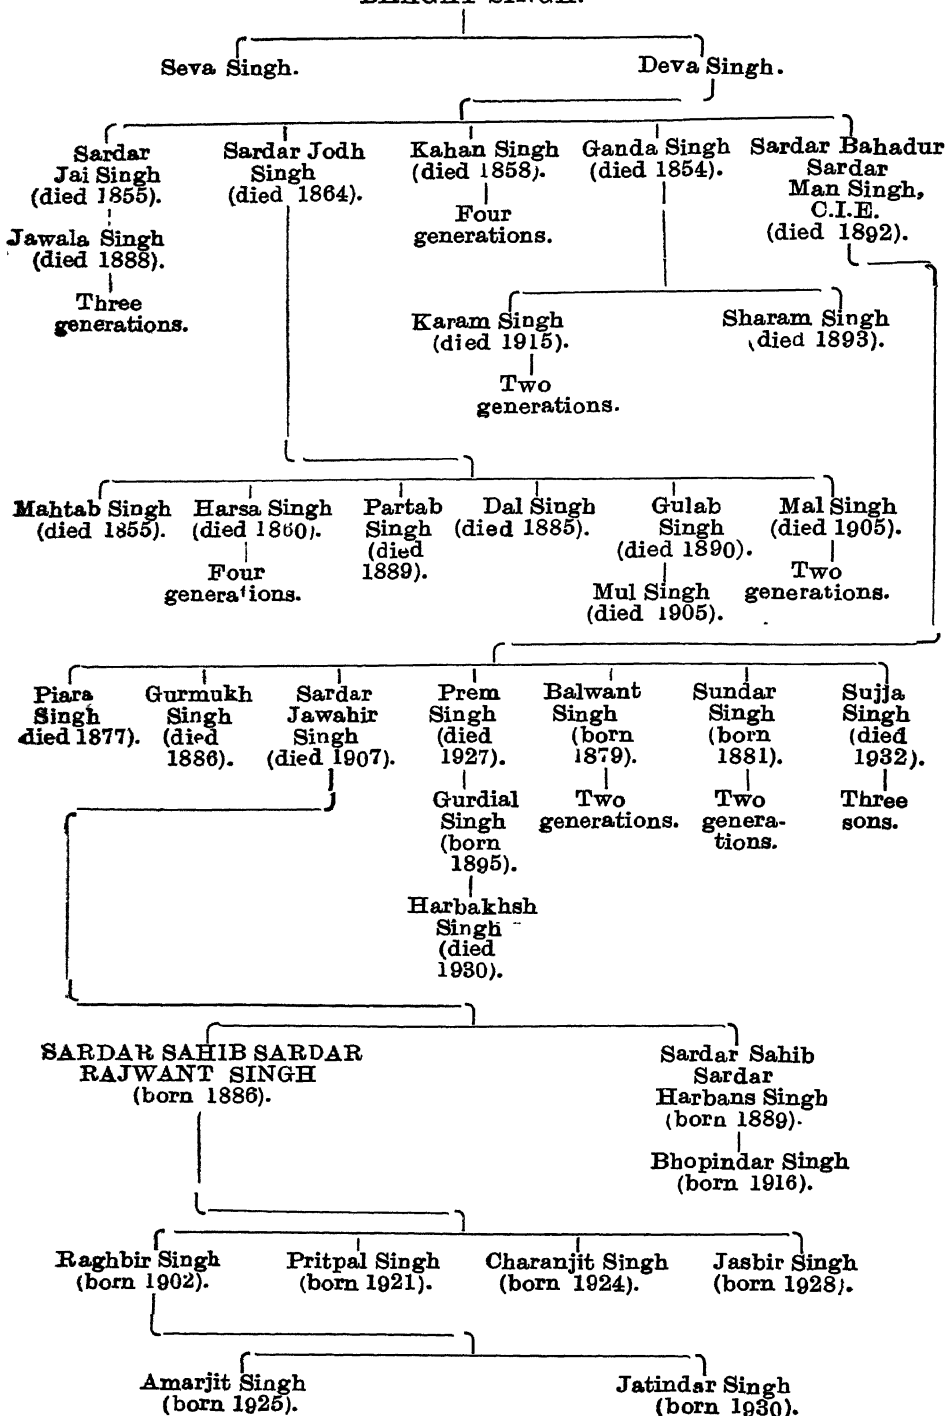 Seva Singh.
Deva Singh.
Sardar
Jai Singh
(died 1855).
Jawala Singh
(died 1888).
Three
generations.
Sardar Jodh
Singh
(died 1864).
Kahan Singh
(died 1858).
Four
generations.
Ganda Singh
(died 1854).
Sardar Bahadur
Sardar
Man Singh,
C.I.E.
(died 1892).
Karam Singh
(died 1915).
Two
generations.
Sharam Singh
(died 1893).
Mahtab Singh
(died 1855).
Harsa Singh
(died 1860).
Four
generations.
Partab
Singh
(died
1889).
Dal Singh
(died 1885).
Gulab
Singh
(died 1890).
Mul Singh
(died 1905).
Mal Singh
(died 1905).
Two
generations.
Piara
Singh
died 1877).
Gurmukh
Singh
(died
1886).
Sardar
Jawahir
Singh
(died 1907).
Prem
Singh
(died
1927).
Gurdial
Singh
(born
1895).
Harbakhsh
Singh
(died
1930).
Balwant
Singh
(born
1879).
Two
generations.
Sundar
Singh
(born
1881).
Two
genera-
tions.
Sujja
Singh
(died
1932).
Three
sons.
SARDAR SAHIB SARDAR
RAJWANT SINGH
(born 1886).
Sardar Sahib
Sardar
Harbans Singh
(born 1889).
Bhopindar Singh
(born 1916).
Raghbir Singh
(born 1902).
Pritpal Singh
(born 1921).
Charanjit Singh
(born 1924).
Jasbir Singh
(born 1928).
Amarjit Singh
(born 1925).
Jatindar Singh
(born 1930).